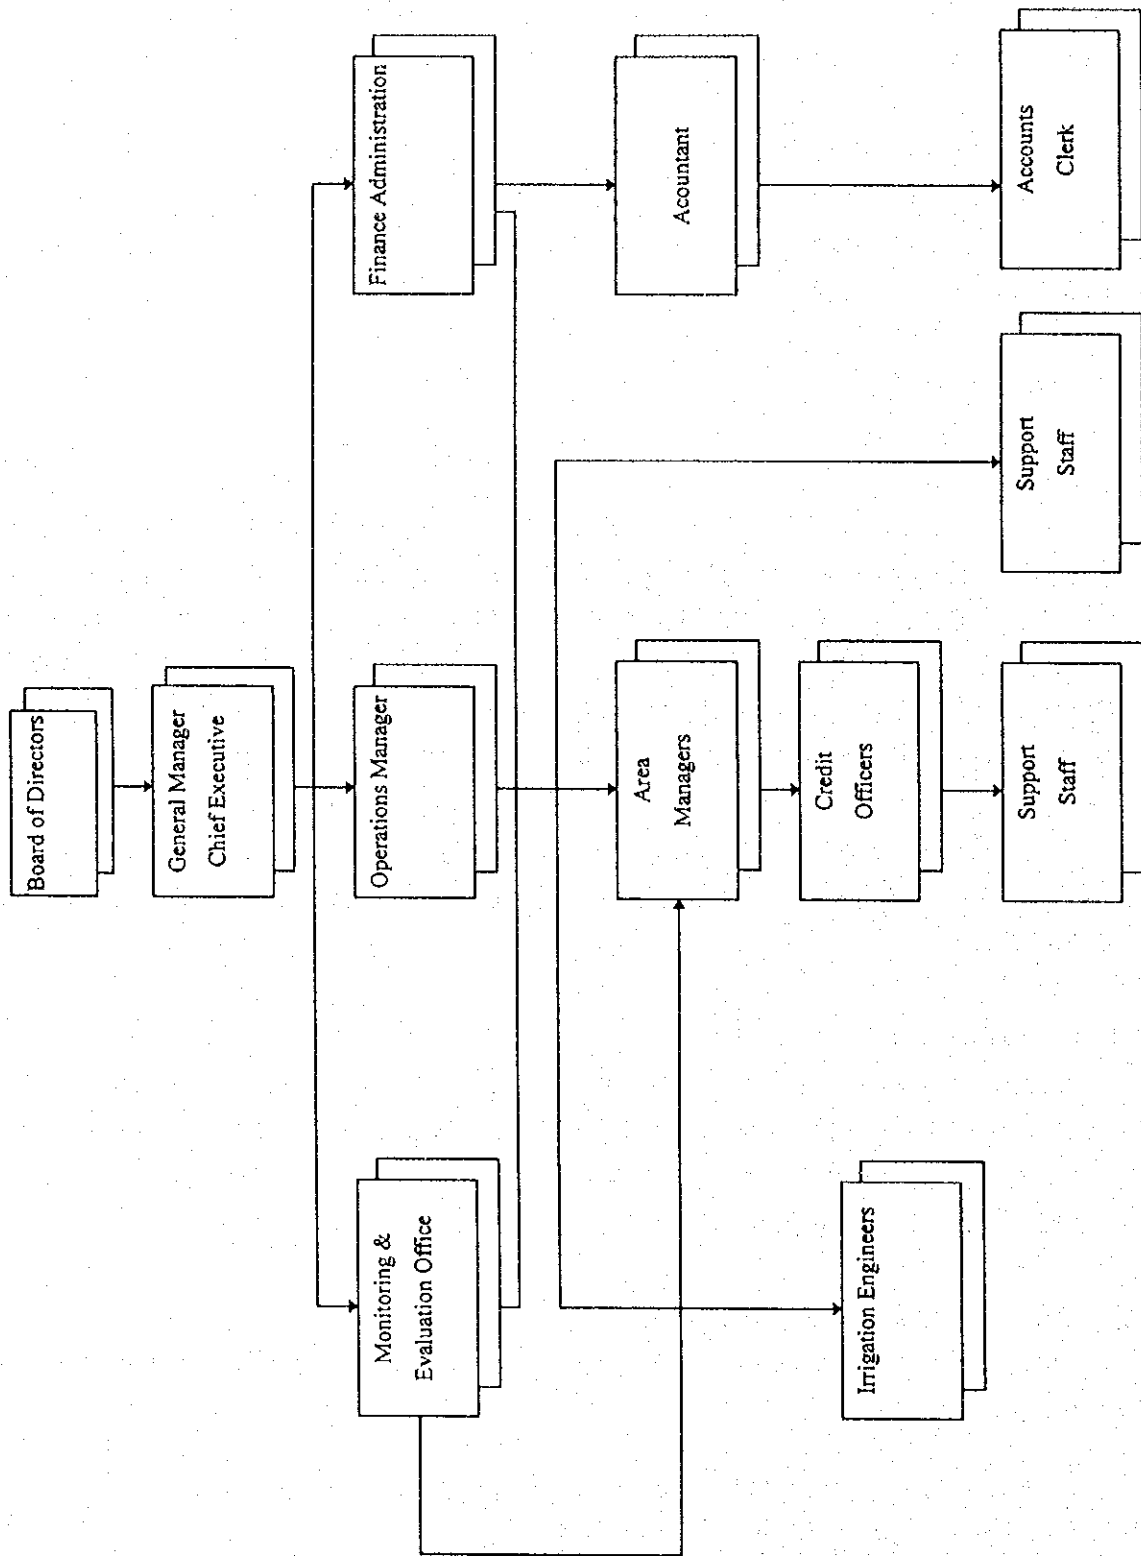 Board of Directors
General Manager
Chief Executive
Monitoring &
Evaluation Office
Operations Manager
Finance Administration
Area
Managers
Acountant
Irrigation Engineers
Credit
Officers
Support
Staff
Support
Staff
Accounts
Clerk